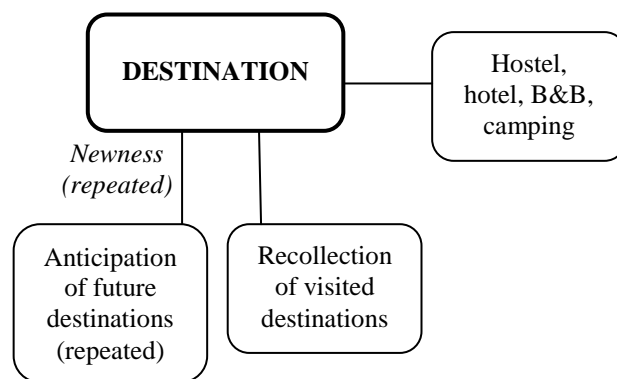 DESTINATION
Hostel,
hotel, B&B,
camping
Newness
(repeated)
Anticipation
of future
destinations
(repeated)
Recollection
of visited
destinations